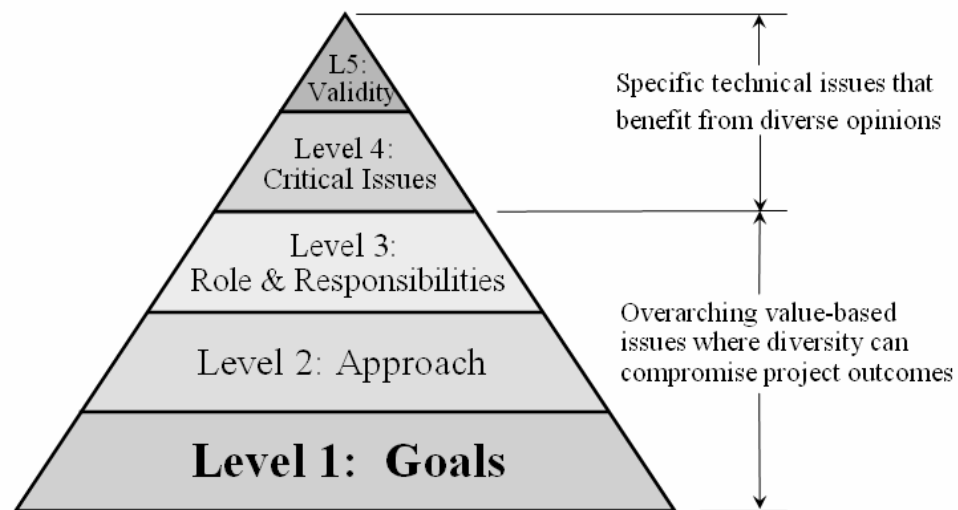 L5:
Validity
Level 4:
Critical Issues
Level 3:
Role & Responsibilities
Level 2: Approach
Level 1: Goals
Specific technical issues that
benefit from diverse opinions
Overarching value-based
issues where diversity can
compromise project outcomes